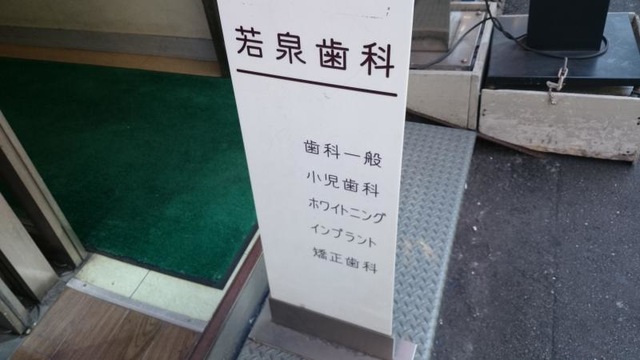 若泉歯科
歯科一般
小児歯科
ホワイトニング
インプラント
矯正歯科